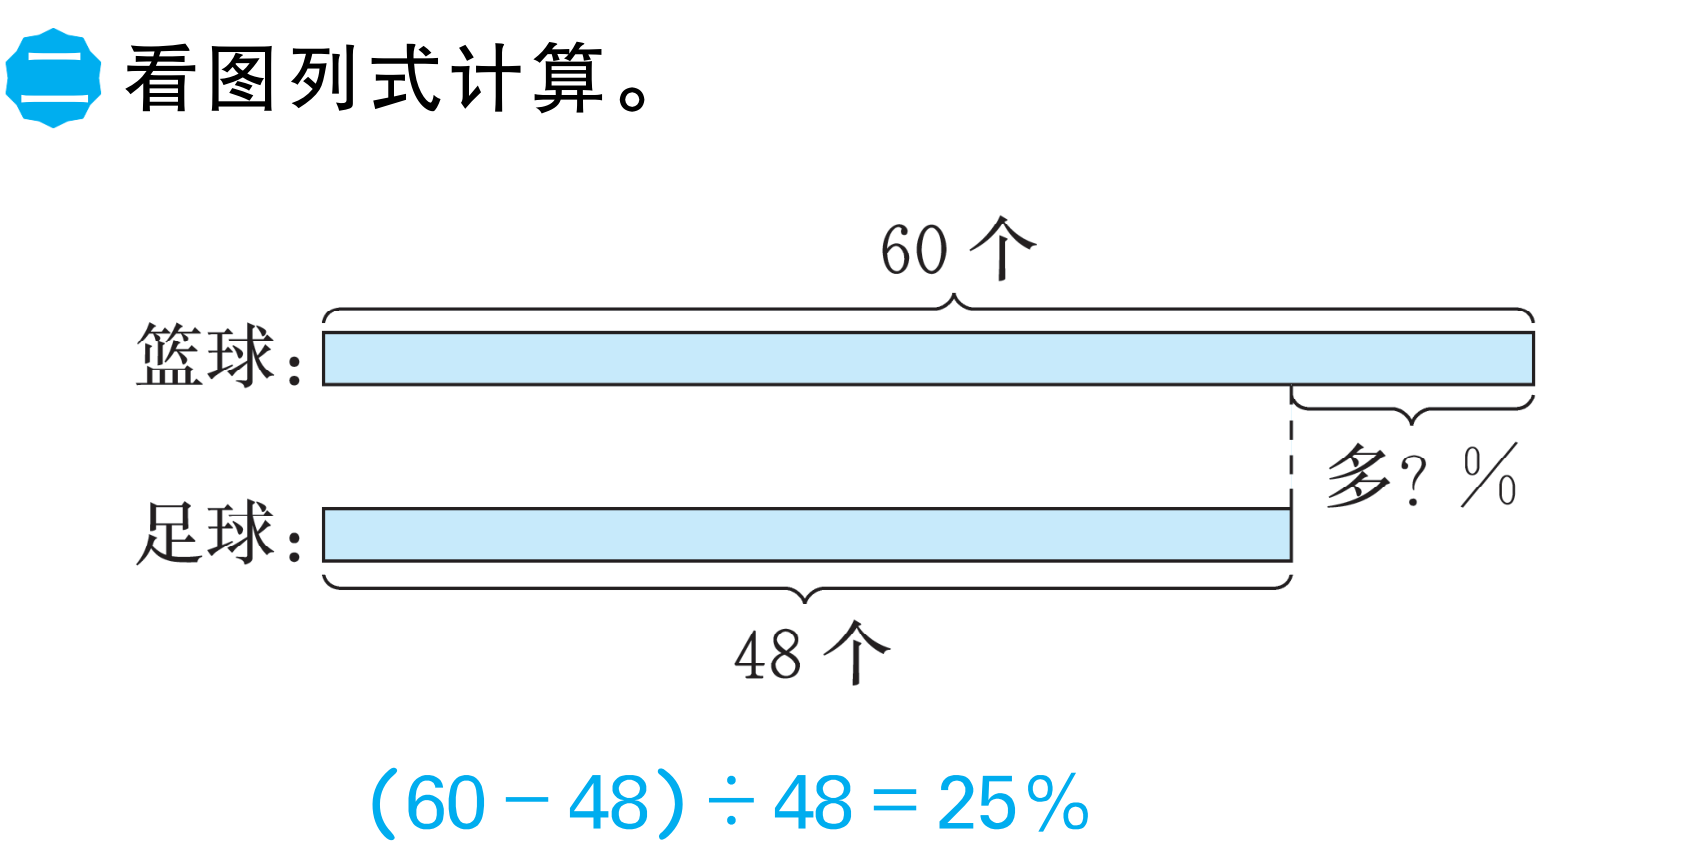 二 看图列式计算。
60 个
篮球：
多？%
足球：
48 个
(60 − 48) ÷ 48 = 25%